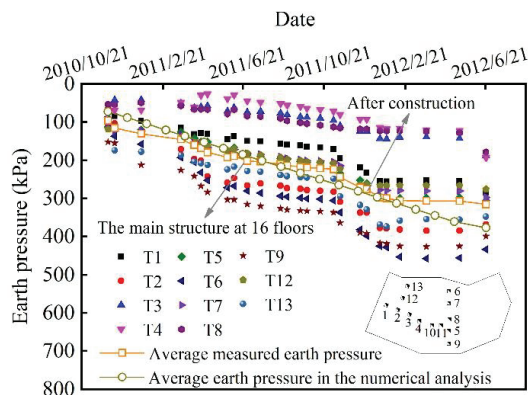 Date
2010/10/21 2011/2/21 2011/6/21 2011/10/21 2012/2/21 2012/6/21
0
100
200
300
400
500
600
700
800
Earth pressure (kPa)
After construction
The main structure at 16 floors
T1 T5 T9
T2 T6 T12
T3 T7 T13
T4 T8
Average measured earth pressure
Average earth pressure in the numerical analysis
13 6
12 7
1 2 3 4 10 11 8
5
9